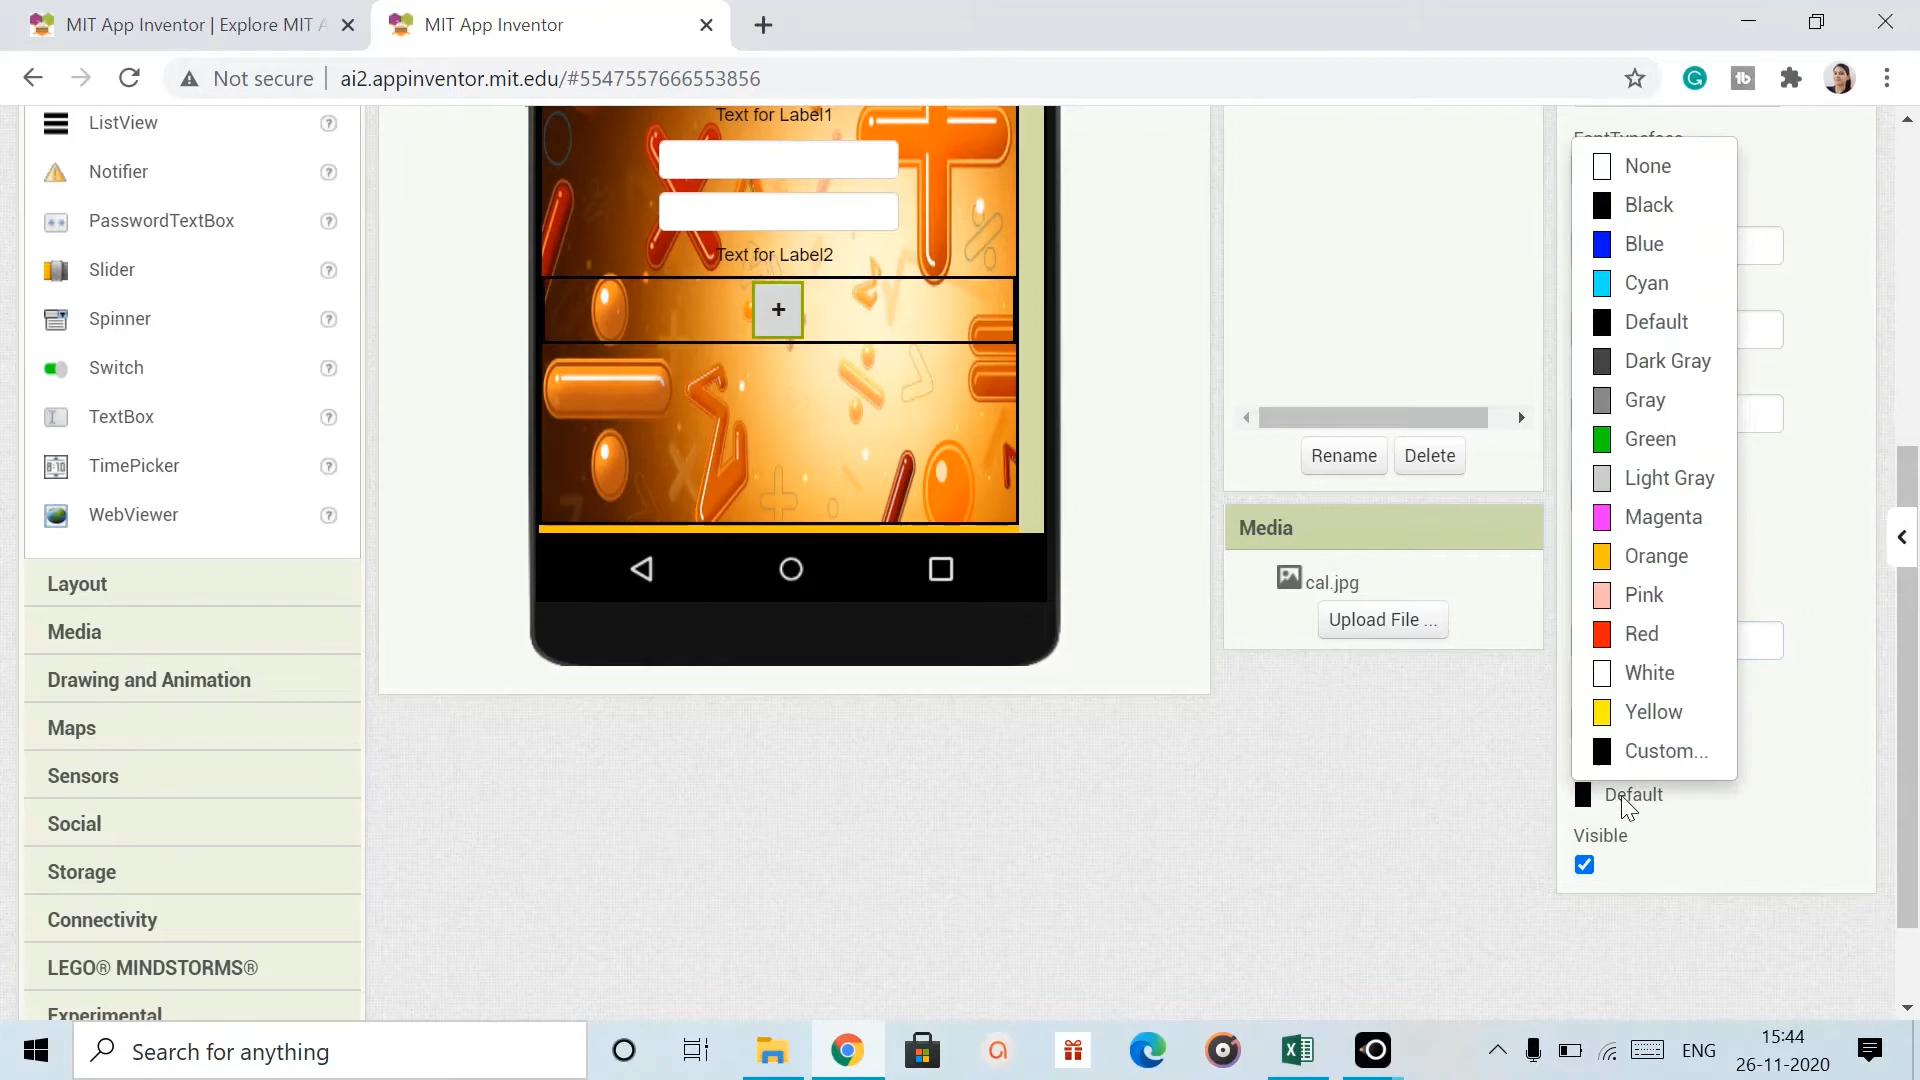 MIT App Inventor | Explore MIT A
MIT App Inventor
Not secure
ai2.appinventor.mit.edu/#5547557666553856
ListView
Notifier
PasswordTextBox
Slider
Spinner
Switch
TextBox
TimePicker
WebViewer
Layout
Media
Drawing and Animation
Maps
Sensors
Social
Storage
Connectivity
LEGO® MINDSTORMS®
Experimental
Text for Label1
Text for Label2
+
Rename
Delete
Media
cal.jpg
Upload File ...
FontTypeface
None
Black
Blue
Cyan
Default
Dark Gray
Gray
Green
Light Gray
Magenta
Orange
Pink
Red
White
Yellow
Custom...
Default
Visible
Search for anything
ENG
15:44
26-11-2020